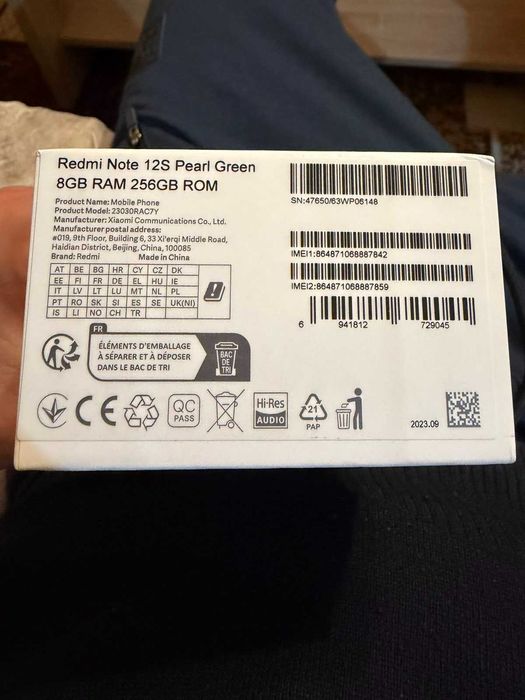 Redmi Note 12S Pearl Green
8GB RAM 256GB ROM
Product Name: Mobile Phone
Product Model: 23030RAC7Y
Manufacturer: Xiaomi Communications Co., Ltd.
Manufacturer postal address:
#019, 9th Floor, Building 6, 33 Xi'erqi Middle Road,
Haidian District, Beijing, China, 100085
Brand: Redmi Made in China
AT BE BG HR CY CZ DK
EE FI FR DE EL HU IE
IT LV LT LU MT NL PL
PT RO SK SI ES SE UK(NI)
IS LI NO CH TR
SN:47650/63WP06148
IMEI1:864871068887842
IMEI2:864871068887859
6 941812 729045
FR
ÉLÉMENTS D'EMBALLAGE
À SÉPARER ET À DÉPOSER
DANS LE BAC DE TRI
BAC
DE
TRI
CE
QC
PASS
Hi-Res
AUDIO
21
PAP
2023.09